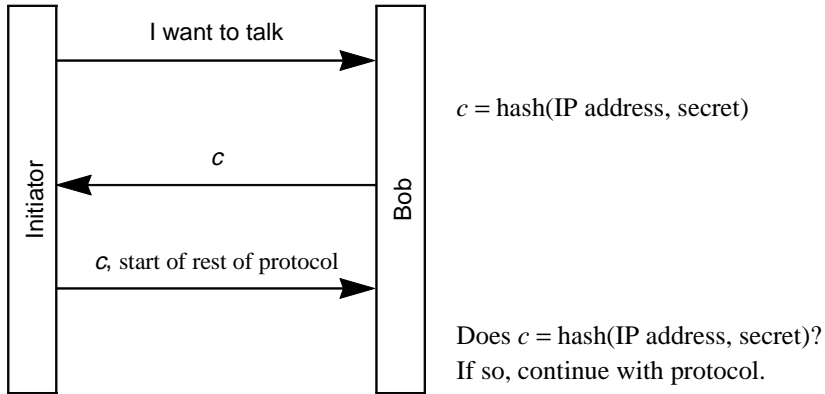 I want to talk
c = hash(IP address, secret)
c
Initiator
Bob
c, start of rest of protocol
Does c = hash(IP address, secret)?
If so, continue with protocol.